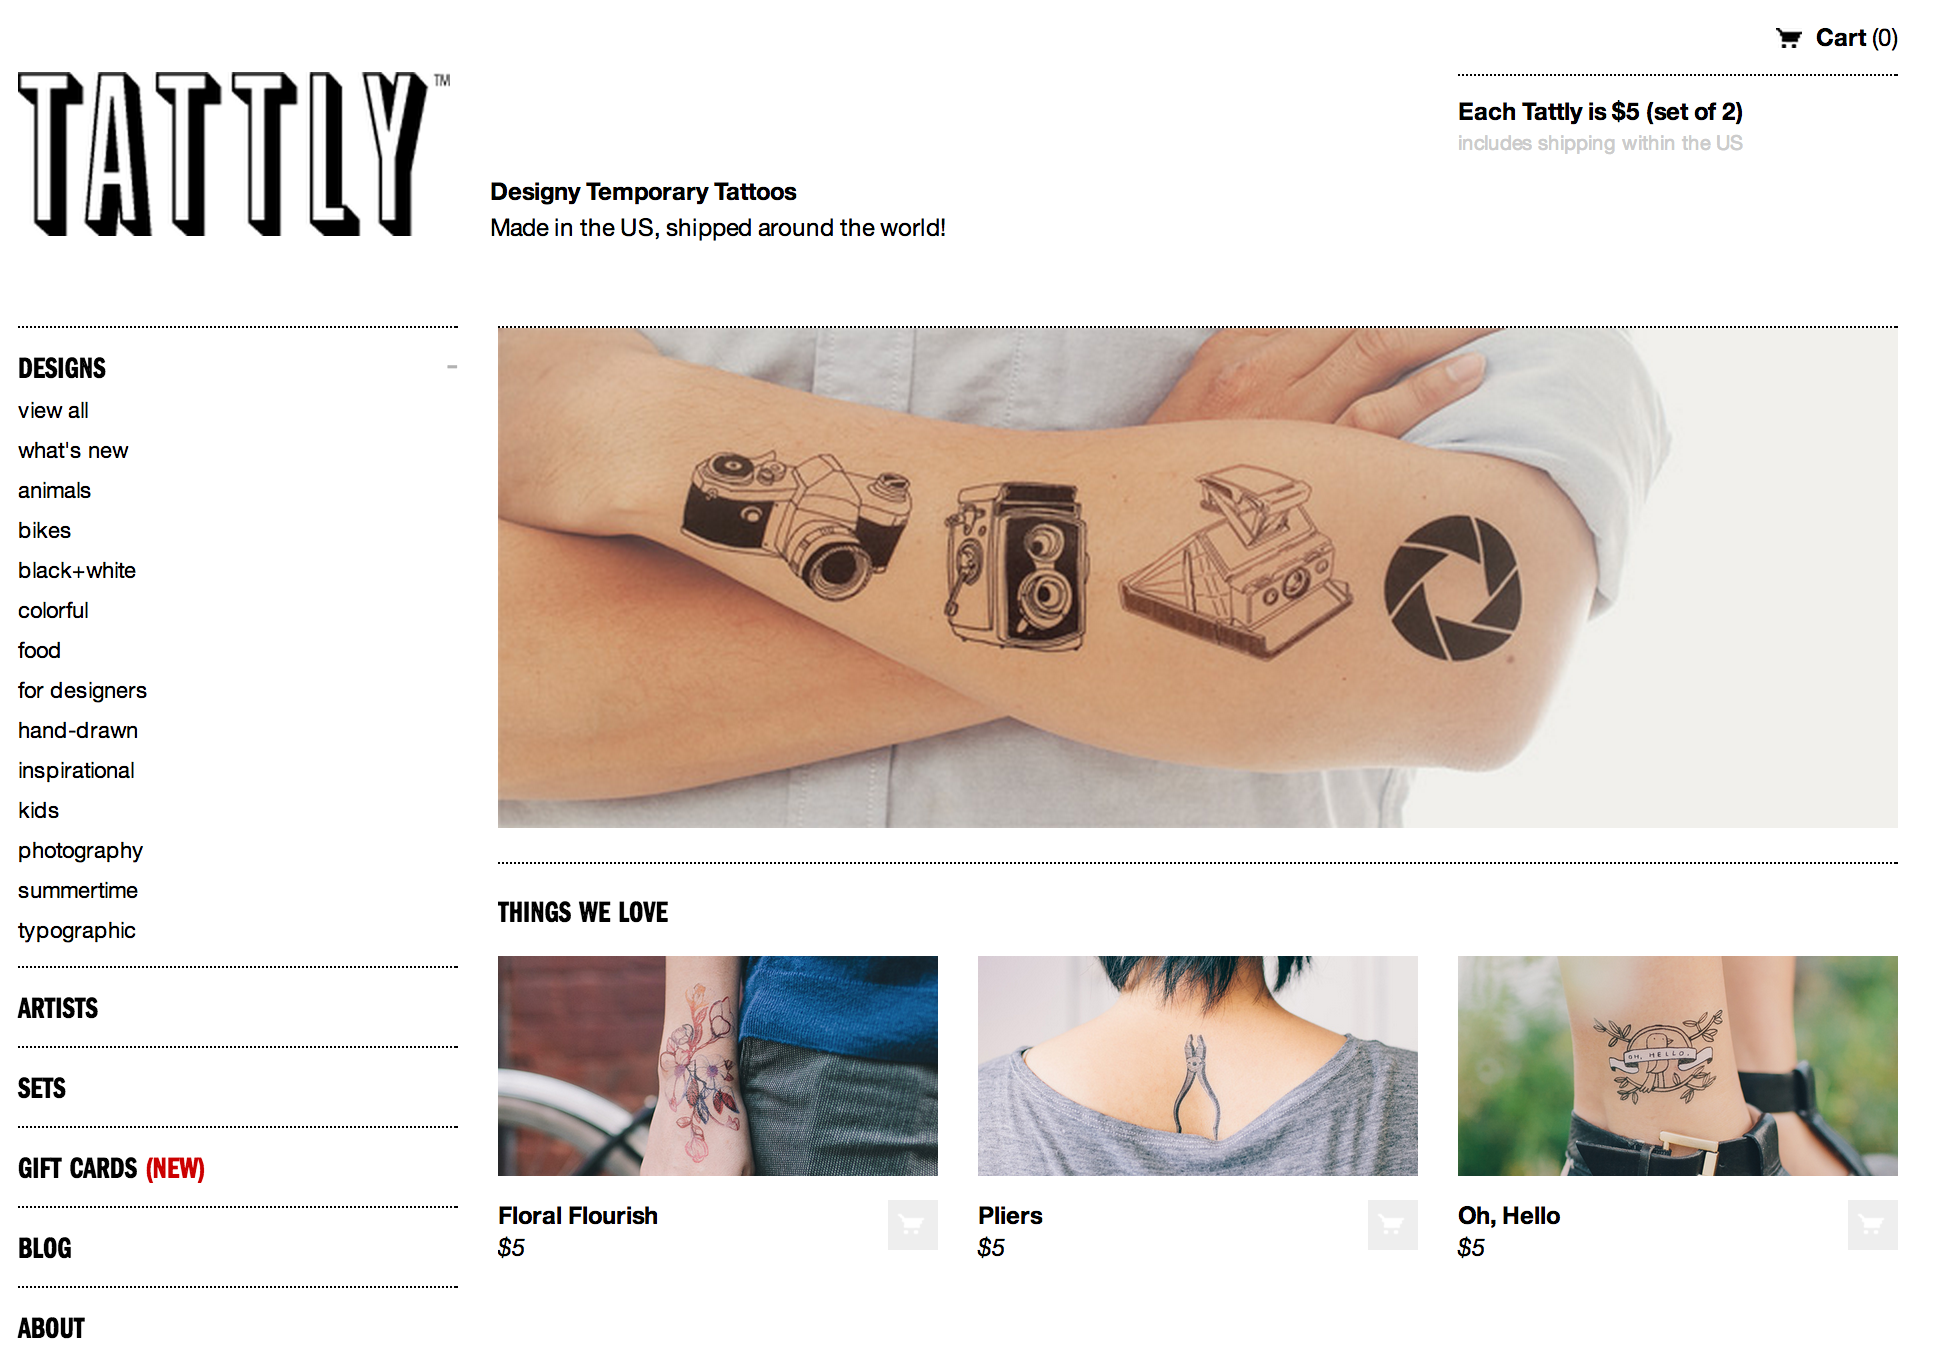 Cart (0)
TATTLY™
Each Tattly is $5 (set of 2)
includes shipping within the US
Designy Temporary Tattoos
Made in the US, shipped around the world!
DESIGNS –
view all
what's new
animals
bikes
black+white
colorful
food
for designers
hand-drawn
inspirational
kids
photography
summertime
typographic
ARTISTS
SETS
GIFT CARDS (NEW)
BLOG
ABOUT
THINGS WE LOVE
OH, HELLO.
Floral Flourish
$5
Pliers
$5
Oh, Hello
$5